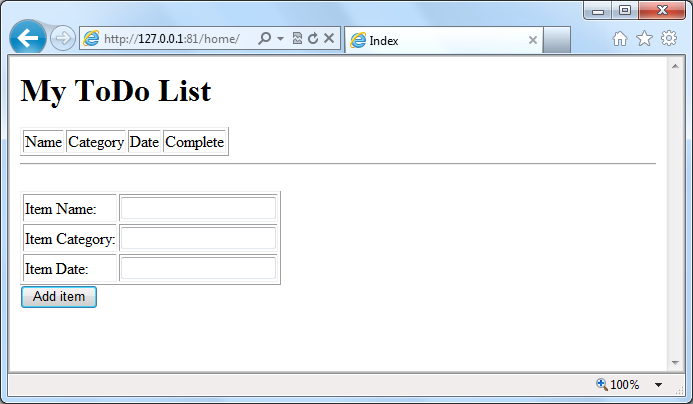 http://127.0.0.1:81/home/
Index
My ToDo List
Name Category Date Complete
Item Name:
Item Category:
Item Date:
Add item
100%